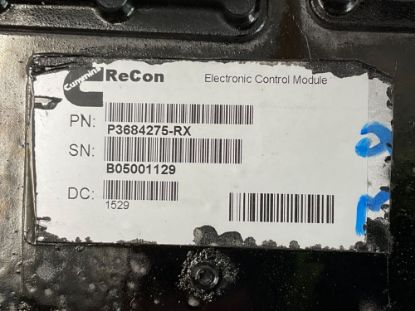 Cummins ReCon Electronic Control Module
PN:
P3684275-RX
SN:
B05001129
DC:
1529